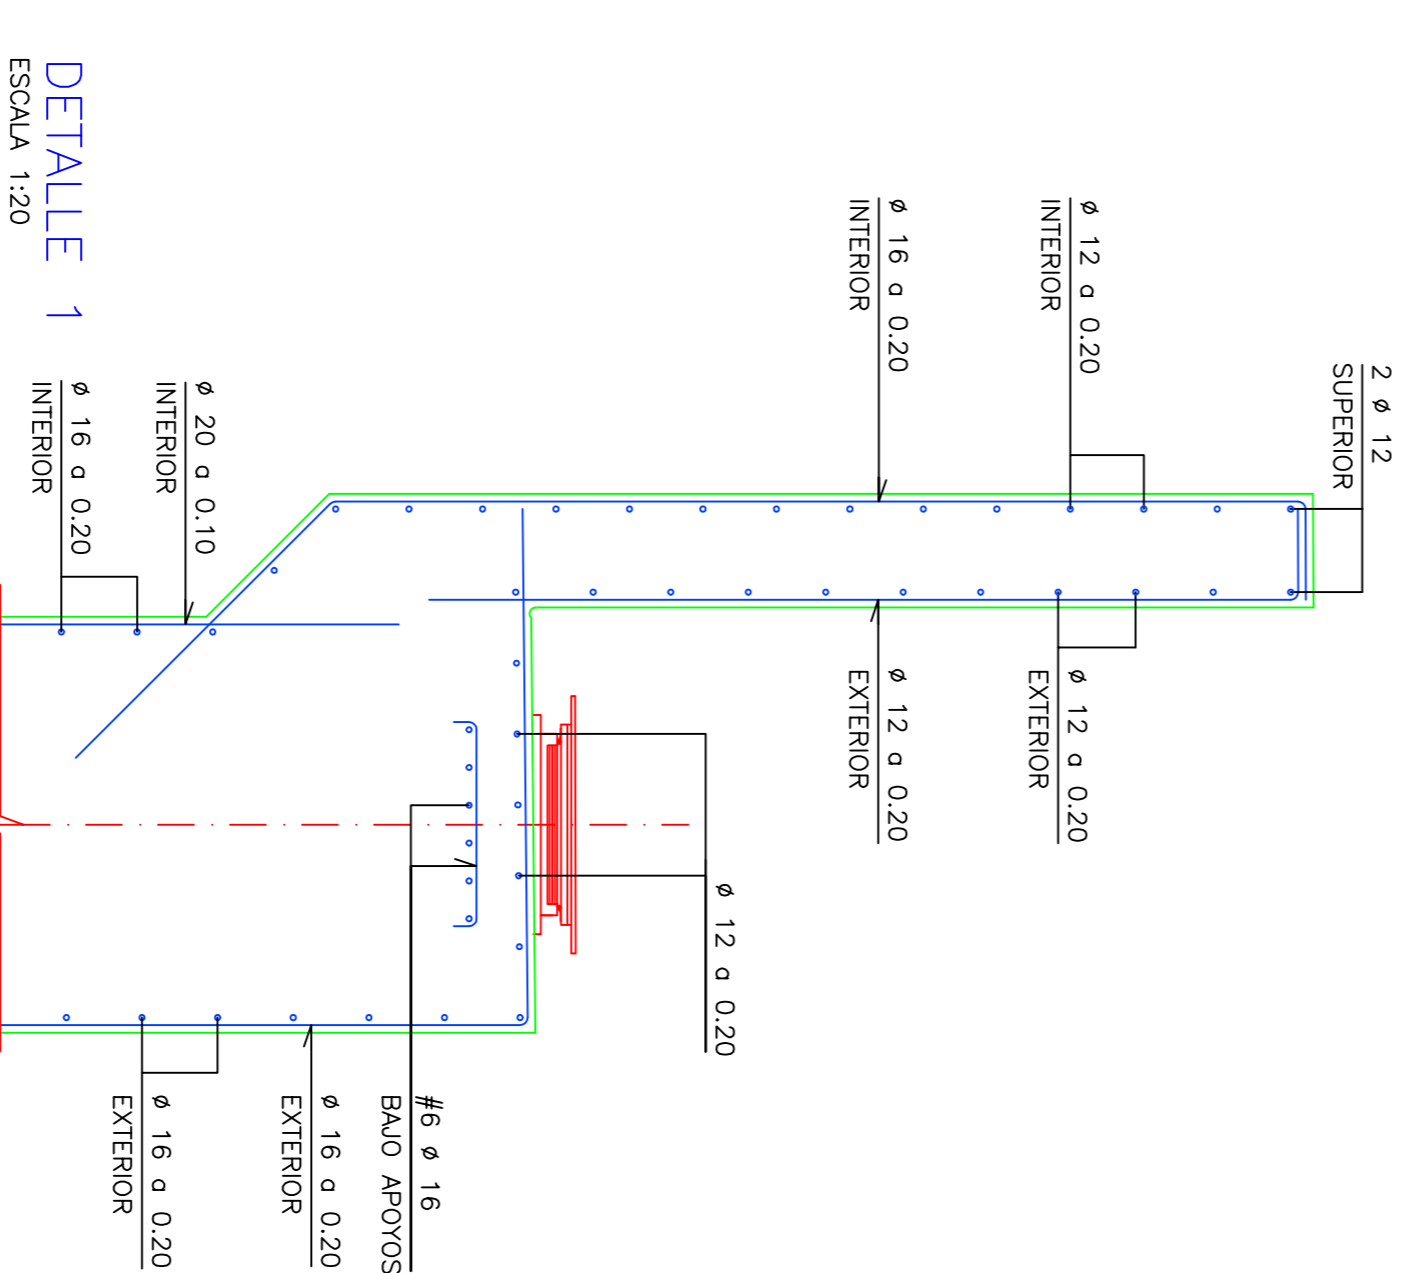 2 ø 12
SUPERIOR
ø 12 a 0.20
INTERIOR
ø 12 a 0.20
EXTERIOR
ø 16 a 0.20
INTERIOR
ø 12 a 0.20
EXTERIOR
ø 12 a 0.20
#6 ø 16
BAJO APOYOS
ø 16 a 0.20
EXTERIOR
ø 20 a 0.10
INTERIOR
ø 16 a 0.20
EXTERIOR
ø 16 a 0.20
INTERIOR
DETALLE 1
ESCALA 1:20